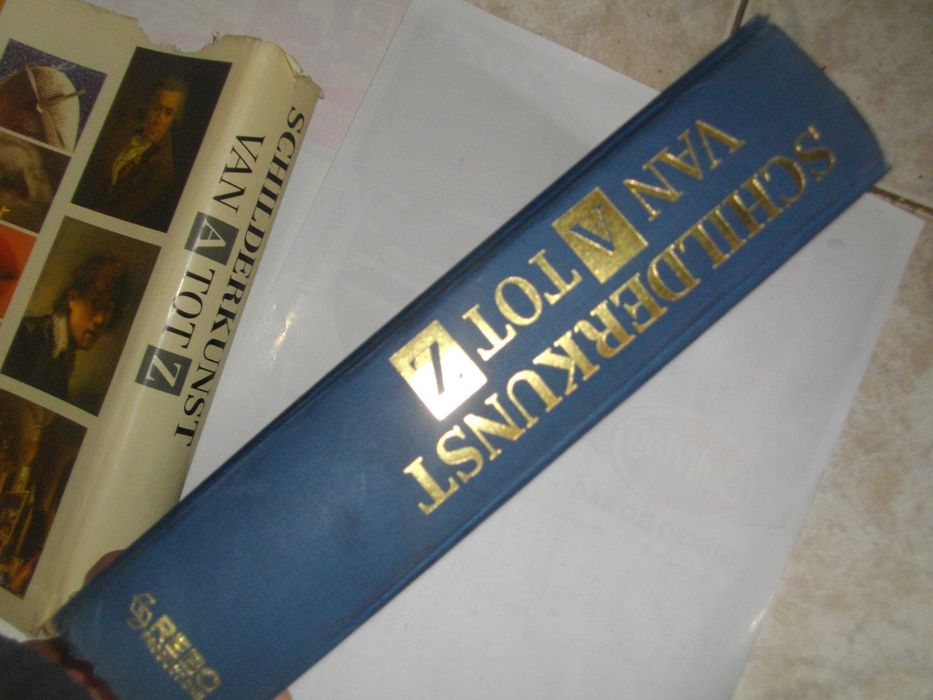 SCHILDERKUNST
VAN A TOT Z
SCHILDERKUNST
VAN A TOT Z
REBO